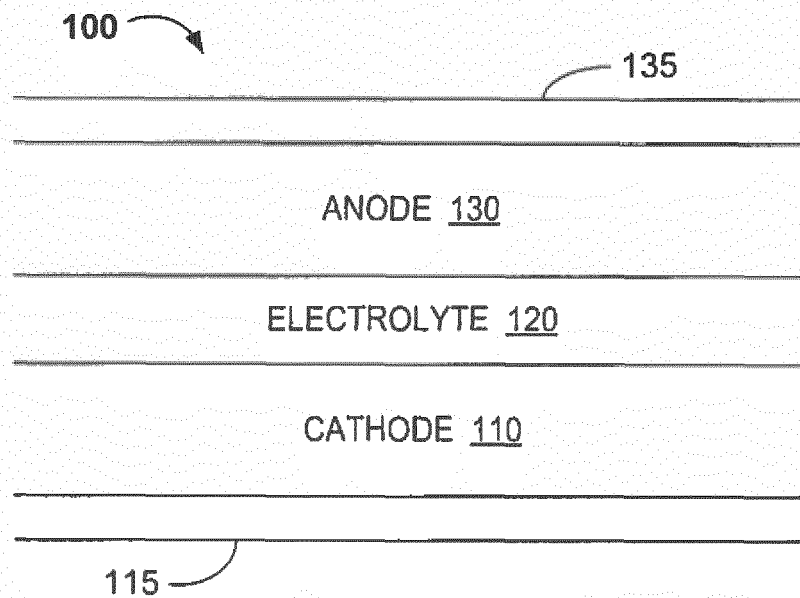 100
135
ANODE 130
ELECTROLYTE 120
CATHODE 110
115